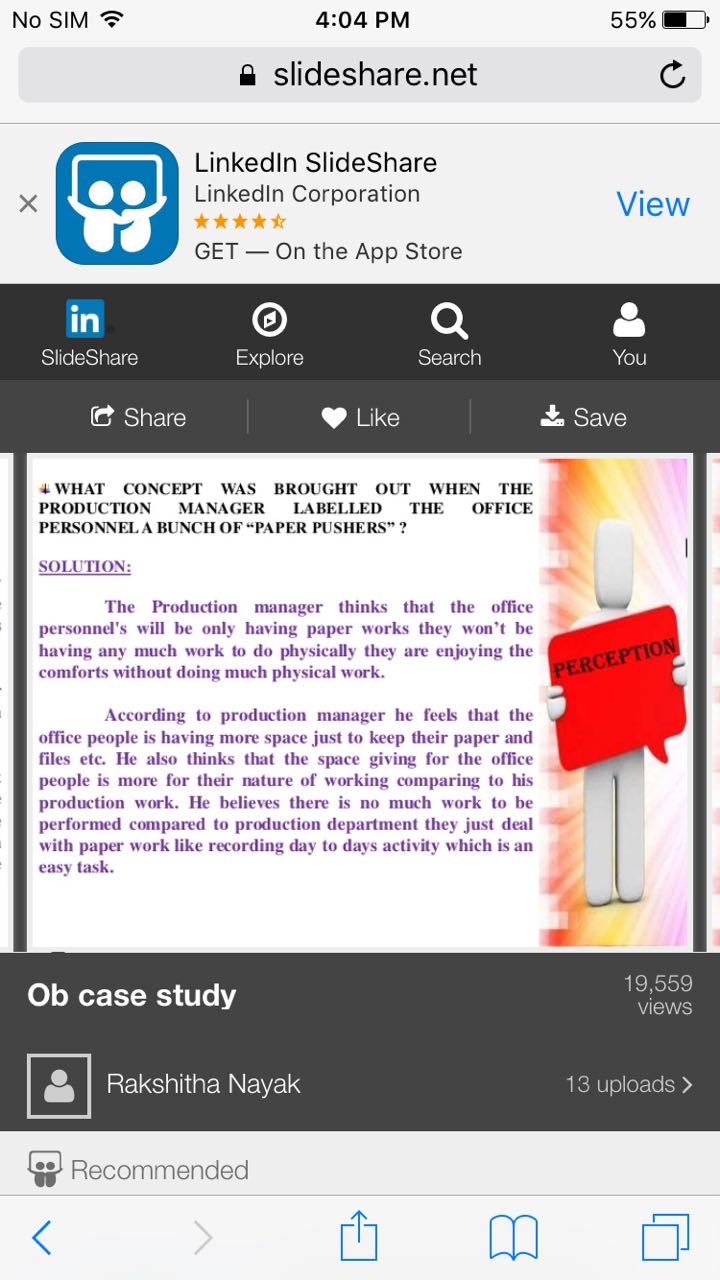 No SIM 4:04 PM 55%
slideshare.net
LinkedIn SlideShare
LinkedIn Corporation
View
GET — On the App Store
in
SlideShare Explore Search You
Share Like Save
WHAT CONCEPT WAS BROUGHT OUT WHEN THE
PRODUCTION MANAGER LABELLED THE OFFICE
PERSONNEL A BUNCH OF “PAPER PUSHERS” ?
SOLUTION:
The Production manager thinks that the office
personnel's will be only having paper works they won’t be
having any much work to do physically they are enjoying the
comforts without doing much physical work.
According to production manager he feels that the
office people is having more space just to keep their paper and
files etc. He also thinks that the space giving for the office
people is more for their nature of working comparing to his
production work. He believes there is no much work to be
performed compared to production department they just deal
with paper work like recording day to days activity which is an
easy task.
PERCEPTION
Ob case study
19,559
views
Rakshitha Nayak
13 uploads
Recommended